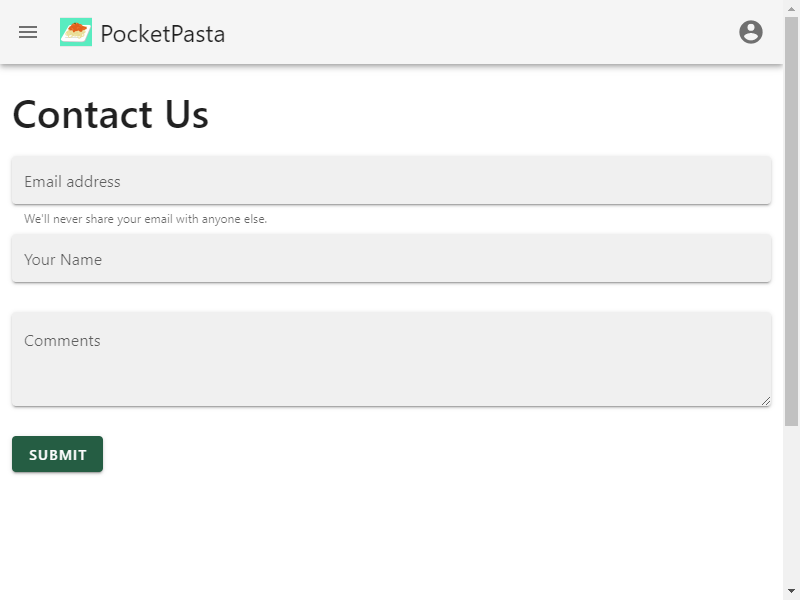 PocketPasta
Contact Us
Email address
We'll never share your email with anyone else.
Your Name
Comments
SUBMIT